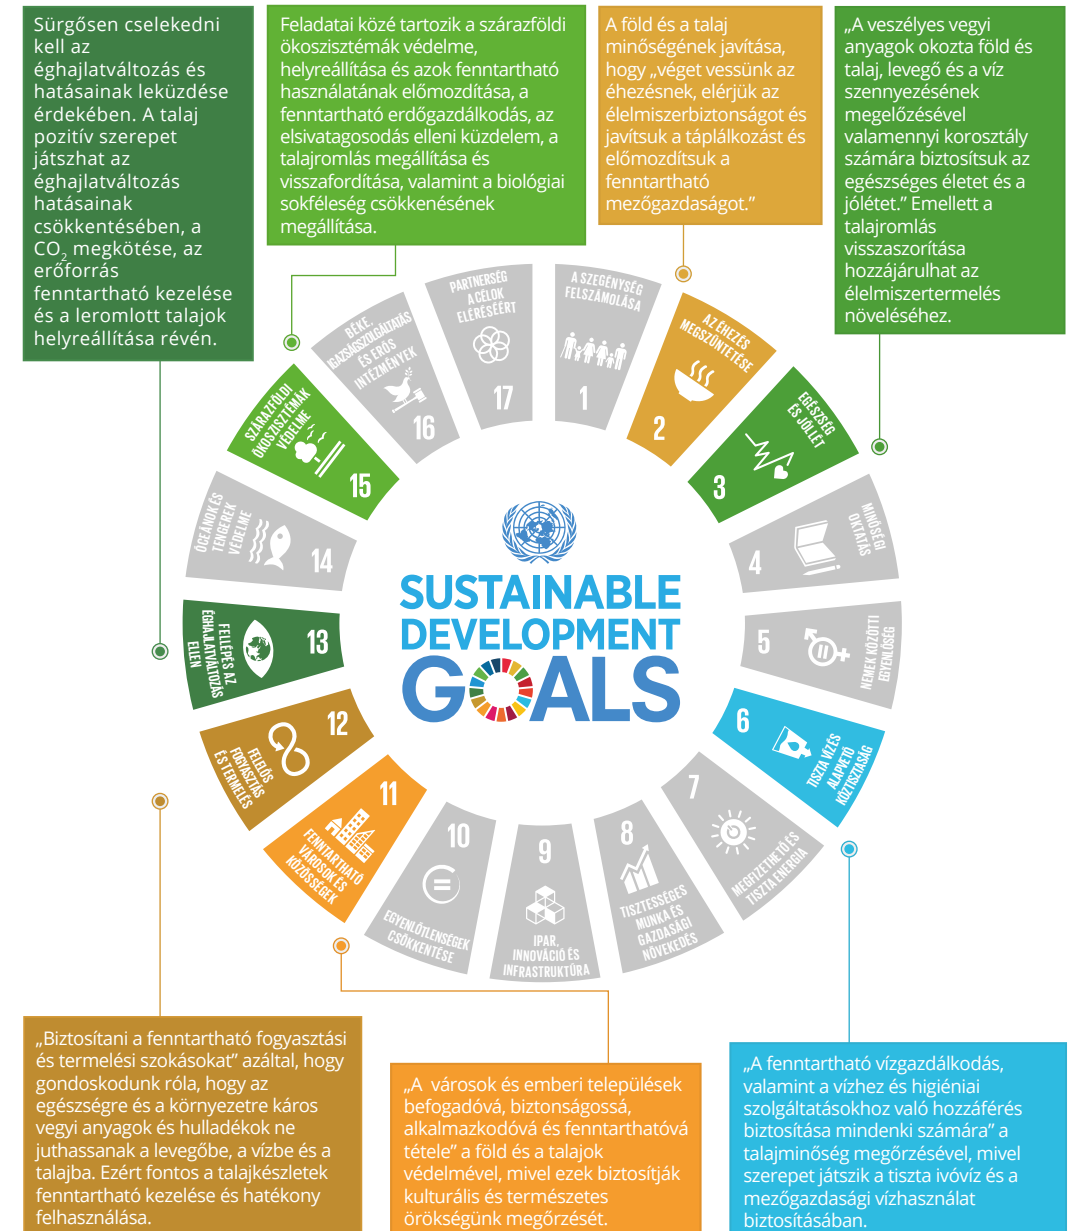 Sürgősen cselekedni
kell az
éghajlatváltozás és
hatásainak leküzdése
érdekében. A talaj
pozitív szerepet
játszhat az
éghajlatváltozás
hatásainak
csökkentésében, a
CO₂ megkötése, az
erőforrás
fenntartható kezelése
és a leromlott talajok
helyreállítása révén.
Feladatai közé tartozik a szárazföldi
ökoszisztémák védelme,
helyreállítása és azok fenntartható
használatának előmozdítása, a
fenntartható erdőgazdálkodás, az
elsivatagosodás elleni küzdelem, a
talajromlás megállítása és
visszafordítása, valamint a biológiai
sokféleség csökkenésének
megállítása.
A föld és a talaj
minőségének javítása,
hogy „véget vessünk az
éhezésnek, elérjük az
élelmiszerbiztonságot és
javítsuk a táplálkozást és
előmozdítsuk a
fenntartható
mezőgazdaságot.”
„A veszélyes vegyi
anyagok okozta föld és
talaj, levegő és a víz
szennyezésének
megelőzésével
valamennyi korosztály
számára biztosítsuk az
egészséges életet és a
jólétet.” Emellett a
talajromlás
visszaszorítása
hozzájárulhat az
élelmiszertermelés
növeléséhez.
A SZEGÉNYSÉG
FELSZÁMOLÁSA
1
AZ ÉHEZÉS
MEGSZÜNTETÉSE
2
EGÉSZSÉG
ÉS JÓLLÉT
3
MINŐSÉGI
OKTATÁS
4
NEMEK KÖZÖTTI
EGYENLŐSÉG
5
6
TISZTA VÍZ ÉS
ALAPVETŐ
KÖZTISZTASÁG
7
MEGFIZETHETŐ ÉS
TISZTA ENERGIA
8
TISZTESSÉGES
MUNKA ÉS
GAZDASÁGI
NÖVEKEDÉS
9
IPAR,
INNOVÁCIÓ ÉS
INFRASTRUKTÚRA
10
EGYENLŐTLENSÉGEK
CSÖKKENTÉSE
11
FENNTARTHATÓ
VÁROSOK ÉS
KÖZÖSSÉGEK
12
FELELŐS
FOGYASZTÁS
ÉS TERMELÉS
13
FELLÉPÉS AZ
ÉGHAJLATVÁLTOZÁS
ELLEN
14
ÓCEÁNOK ÉS
TENGEREK
VÉDELME
15
SZÁRAZFÖLDI
ÖKOSZISZTÉMÁK
VÉDELME
BÉKE,
IGAZSÁGSZOLGÁLTATÁS
ÉS ERŐS
INTÉZMÉNYEK
16
PARTNERSÉG
A CÉLOK
ELÉRÉSÉÉRT
17
SUSTAINABLE
DEVELOPMENT
GOALS
„Biztosítani a fenntartható fogyasztási
és termelési szokásokat” azáltal, hogy
gondoskodunk róla, hogy az
egészségre és a környezetre káros
vegyi anyagok és hulladékok ne
juthassanak a levegőbe, a vízbe és a
talajba. Ezért fontos a talajkészletek
fenntartható kezelése és hatékony
felhasználása.
„A városok és emberi települések
befogadóvá, biztonságossá,
alkalmazkodóvá és fenntarthatóvá
tétele” a föld és a talajok
védelmével, mivel ezek biztosítják
kulturális és természetes
örökségünk megőrzését.
„A fenntartható vízgazdálkodás,
valamint a vízhez és higiéniai
szolgáltatásokhoz való hozzáférés
biztosítása mindenki számára” a
talajminőség megőrzésével, mivel
szerepet játszik a tiszta ivóvíz és a
mezőgazdasági vízhasználat
biztosításában.